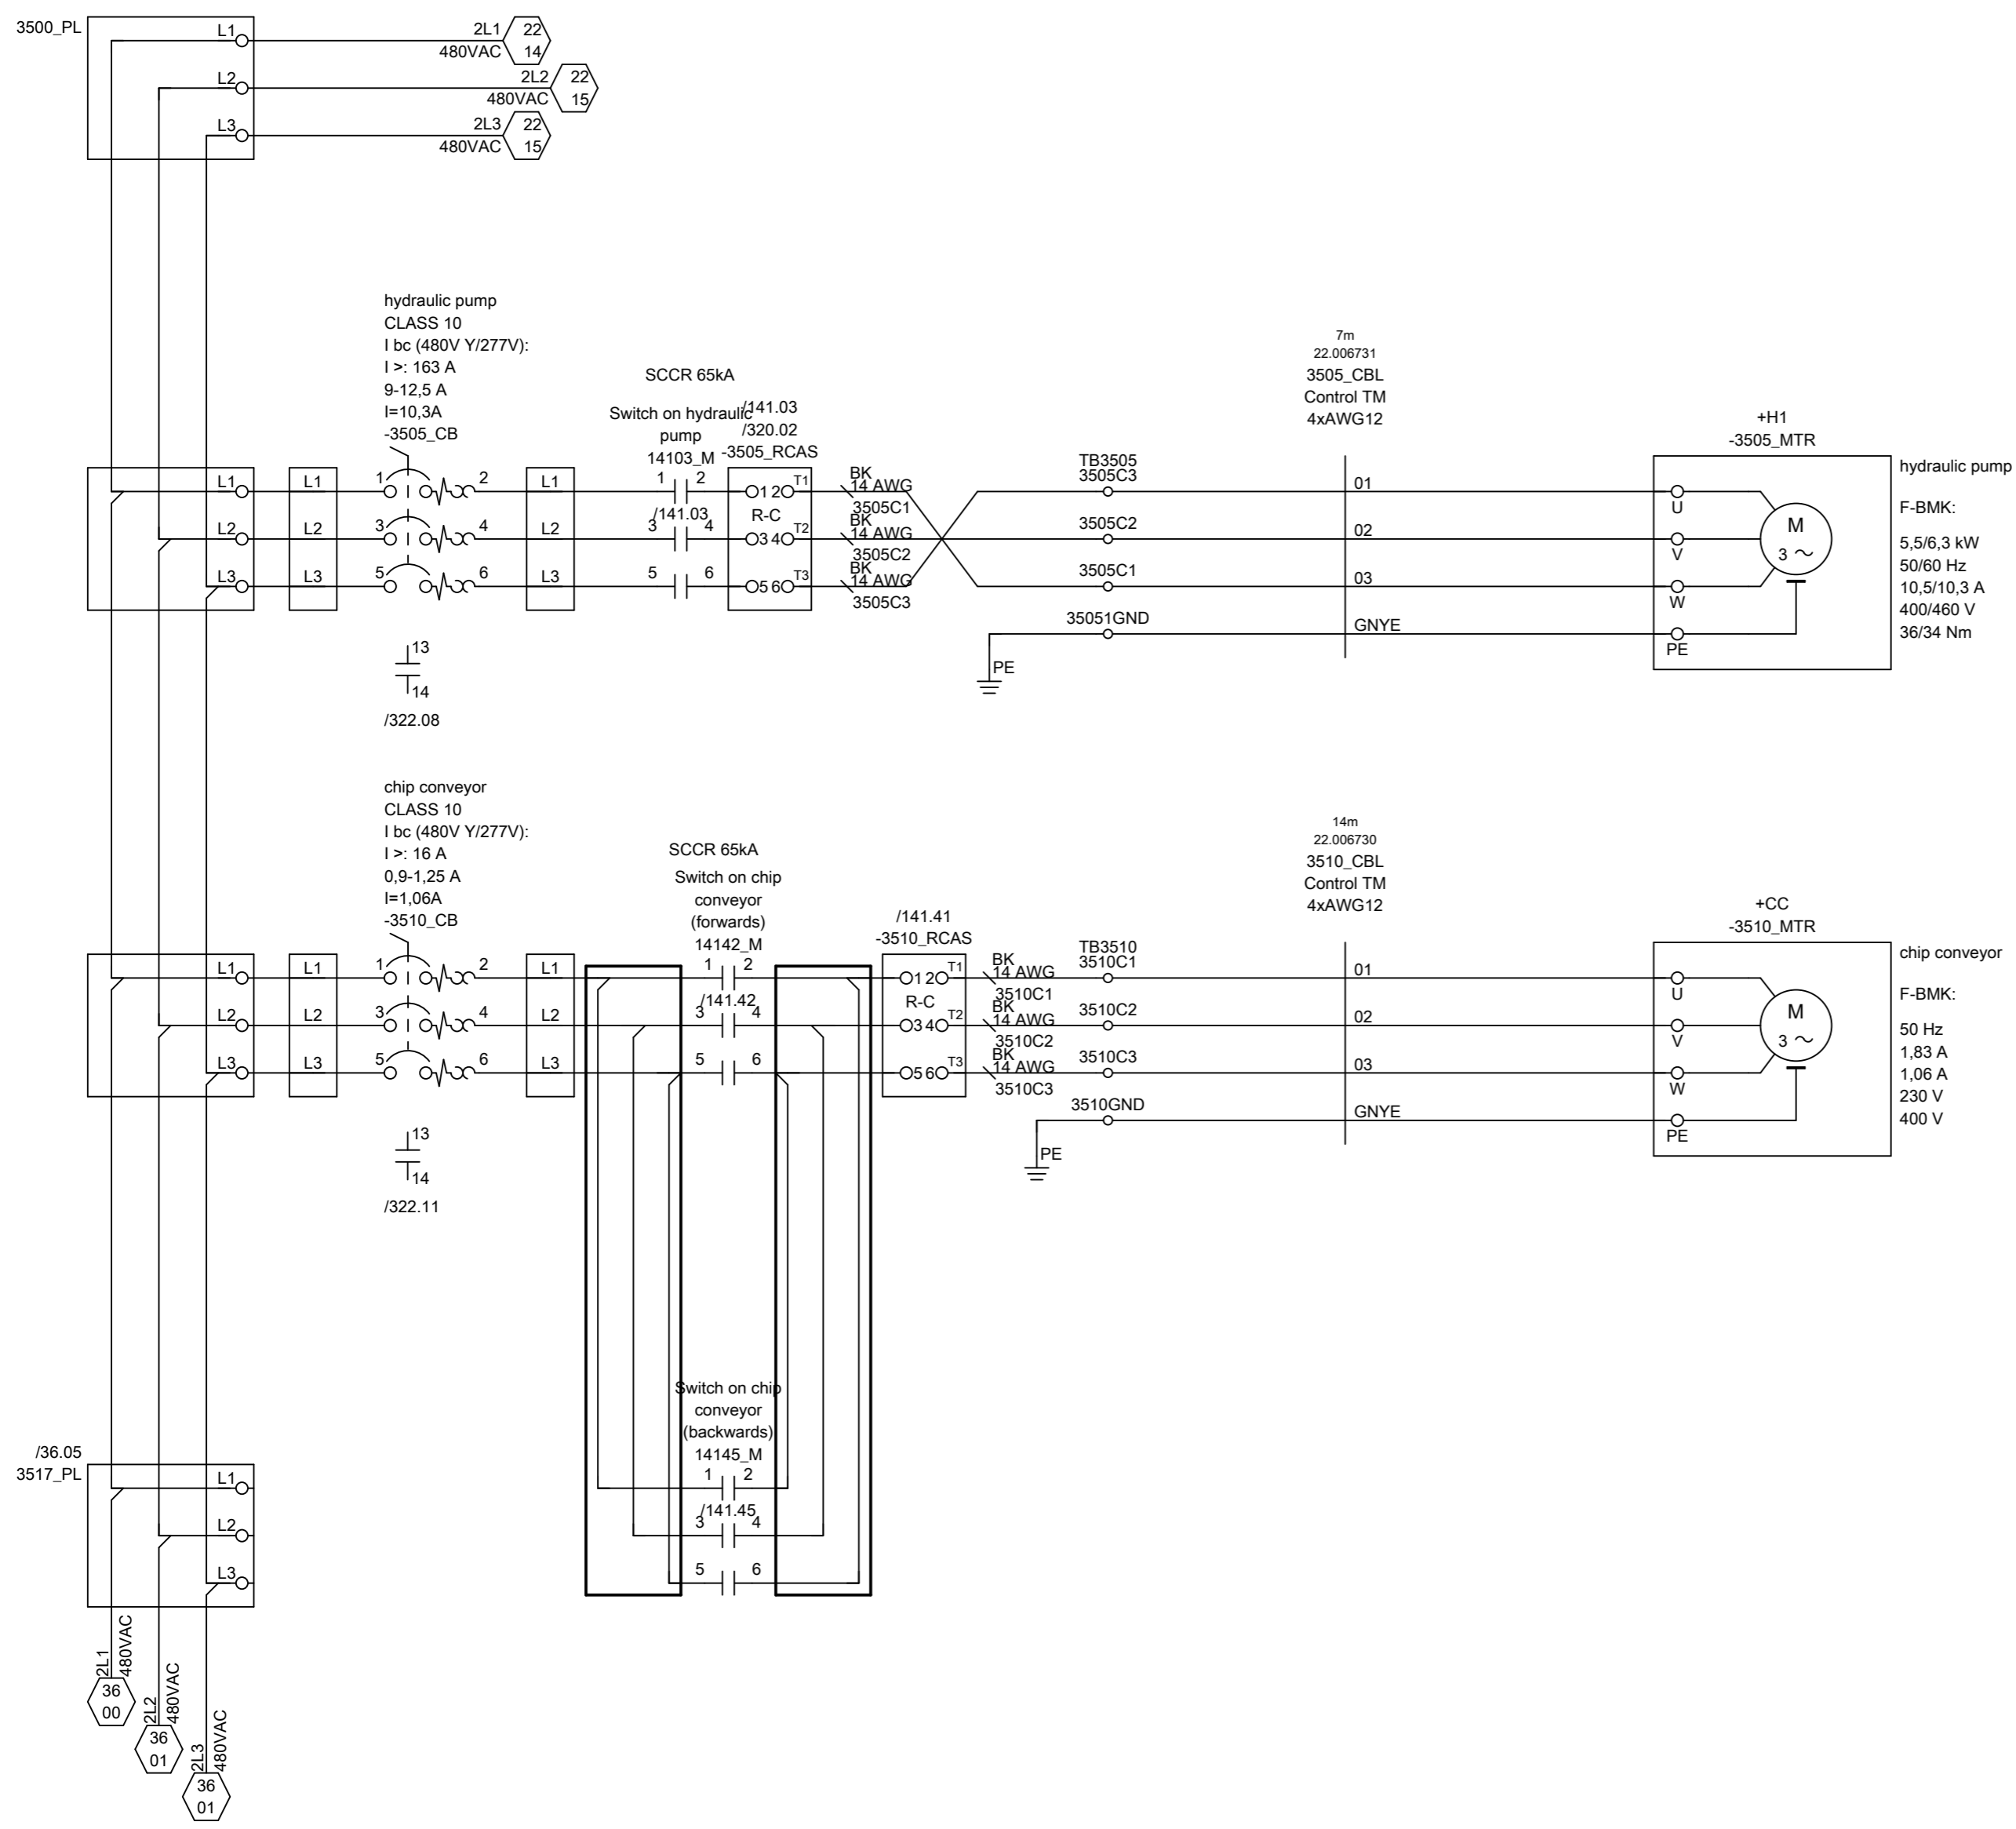 3500_PL
L1
2L1
480VAC
22
14
L2
2L2
480VAC
22
15
L3
2L3
480VAC
22
15
hydraulic pump
CLASS 10
I bc (480V Y/277V):
I >: 163 A
9-12,5 A
I=10,3A
-3505_CB
SCCR 65kA
Switch on hydraulic
pump
14103_M
/141.03
/320.02
-3505_RCAS
7m
22.006731
3505_CBL
Control TM
4xAWG12
+H1
-3505_MTR
L1 L1 1 2 L1 1 2 1 2 T1 BK
14 AWG
3505C1
TB3505
3505C3
01
U
L2 L2 3 4 L2 /141.03
3 4 R-C
3 4 T2 BK
14 AWG
3505C2
3505C2
02
V
L3 L3 5 6 L3 5 6 5 6 T3 BK
14 AWG
3505C3
3505C1
03
W
35051GND
GNYE
PE
PE
M
3 ~
hydraulic pump
F-BMK:
5,5/6,3 kW
50/60 Hz
10,5/10,3 A
400/460 V
36/34 Nm
13
14
/322.08
chip conveyor
CLASS 10
I bc (480V Y/277V):
I >: 16 A
0,9-1,25 A
I=1,06A
-3510_CB
SCCR 65kA
Switch on chip
conveyor
(forwards)
14142_M
/141.41
-3510_RCAS
14m
22.006730
3510_CBL
Control TM
4xAWG12
+CC
-3510_MTR
L1 L1 1 2 L1 1 2 1 2 T1 BK
14 AWG
3510C1
TB3510
3510C1
01
U
L2 L2 3 4 L2 /141.42
3 4 R-C
3 4 T2 BK
14 AWG
3510C2
3510C2
02
V
L3 L3 5 6 L3 5 6 5 6 T3 BK
14 AWG
3510C3
3510C3
03
W
3510GND
GNYE
PE
PE
M
3 ~
chip conveyor
F-BMK:
50 Hz
1,83 A
1,06 A
230 V
400 V
13
14
/322.11
Switch on chip
conveyor
(backwards)
14145_M
1 2
/141.45
3 4
5 6
/36.05
3517_PL
L1
L2
L3
2L1
480VAC
36
00
2L2
480VAC
36
01
2L3
480VAC
36
01